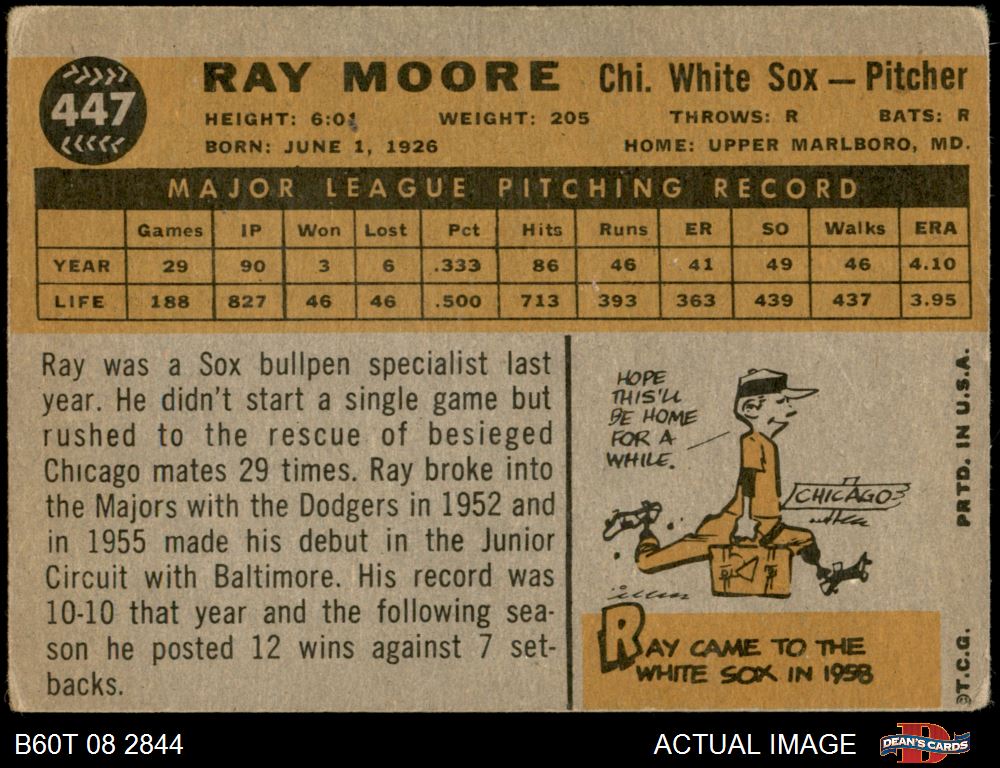 447
RAY MOORE Chi. White Sox — Pitcher
HEIGHT: 6:01 WEIGHT: 205 THROWS: R BATS: R
BORN: JUNE 1, 1926 HOME: UPPER MARLBORO, MD.
MAJOR LEAGUE PITCHING RECORD
Games IP Won Lost Pct Hits Runs ER SO Walks ERA
YEAR 29 90 3 6 .333 86 46 41 49 46 4.10
LIFE 188 827 46 46 .500 713 393 363 439 437 3.95
Ray was a Sox bullpen specialist last
year. He didn't start a single game but
rushed to the rescue of besieged
Chicago mates 29 times. Ray broke into
the Majors with the Dodgers in 1952 and
in 1955 made his debut in the Junior
Circuit with Baltimore. His record was
10-10 that year and the following sea-
son he posted 12 wins against 7 set-
backs.
HOPE
THIS'LL
BE HOME
FOR A
WHILE.
CHICAGO
RAY CAME TO THE
WHITE SOX IN 1958
PRTD. IN U.S.A.
©T.C.G.
B60T 08 2844
ACTUAL IMAGE
DEAN'S CARDS